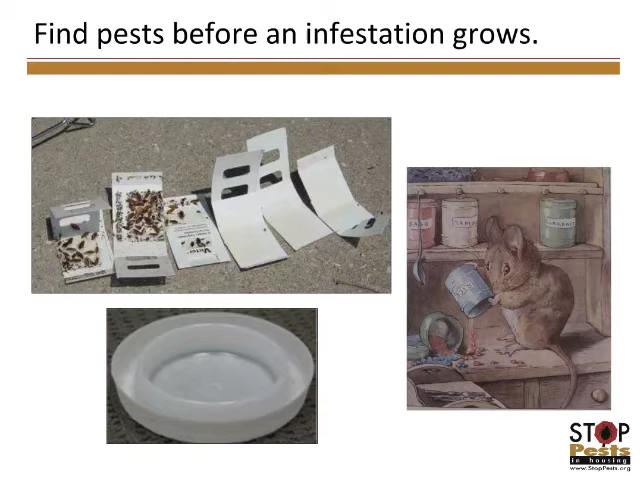 Find pests before an infestation grows.
STOP
Pests
in housing
www.StopPests.org